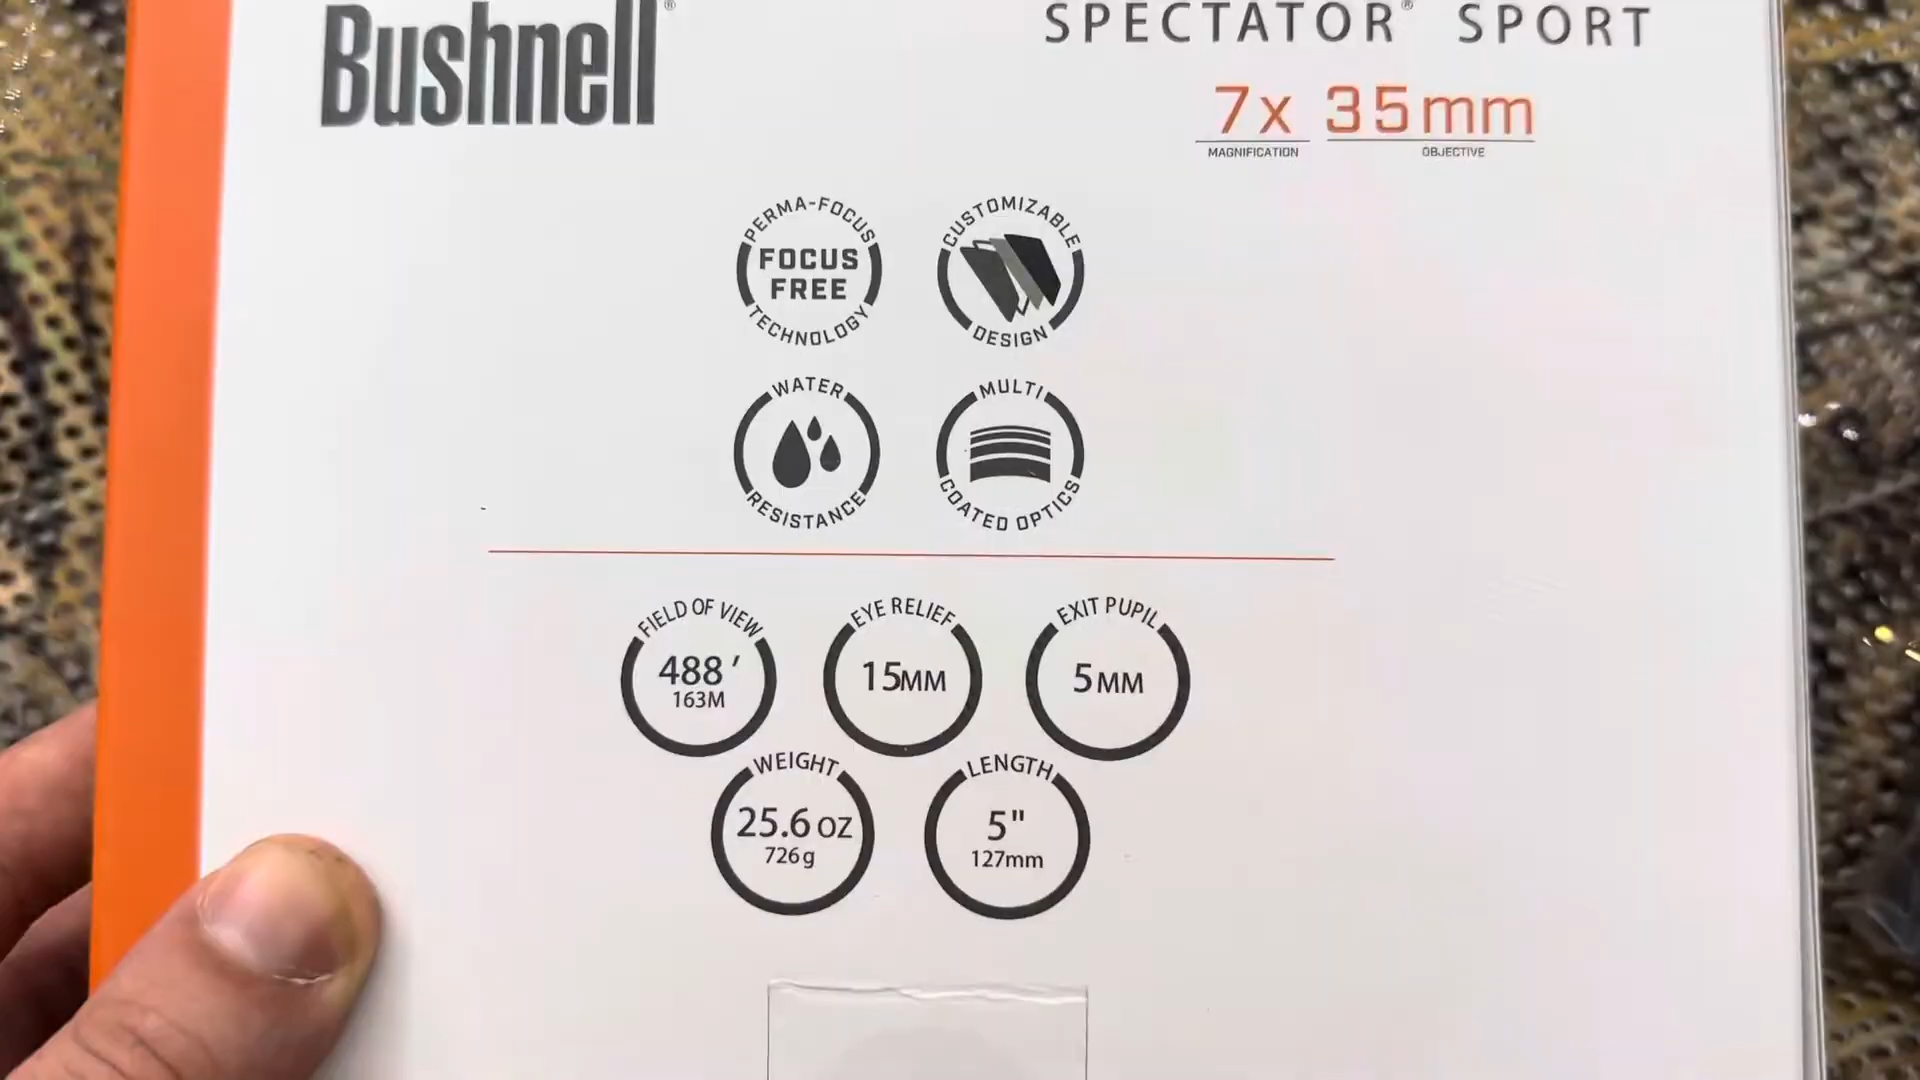 Bushnell®
SPECTATOR® SPORT
7x 35mm
MAGNIFICATION OBJECTIVE
PERMA-FOCUS
FOCUS
FREE
TECHNOLOGY
CUSTOMIZABLE
DESIGN
WATER
RESISTANCE
MULTI
COATED OPTICS
FIELD OF VIEW
488'
163M
EYE RELIEF
15MM
EXIT PUPIL
5MM
WEIGHT
25.6 OZ
726g
LENGTH
5"
127mm